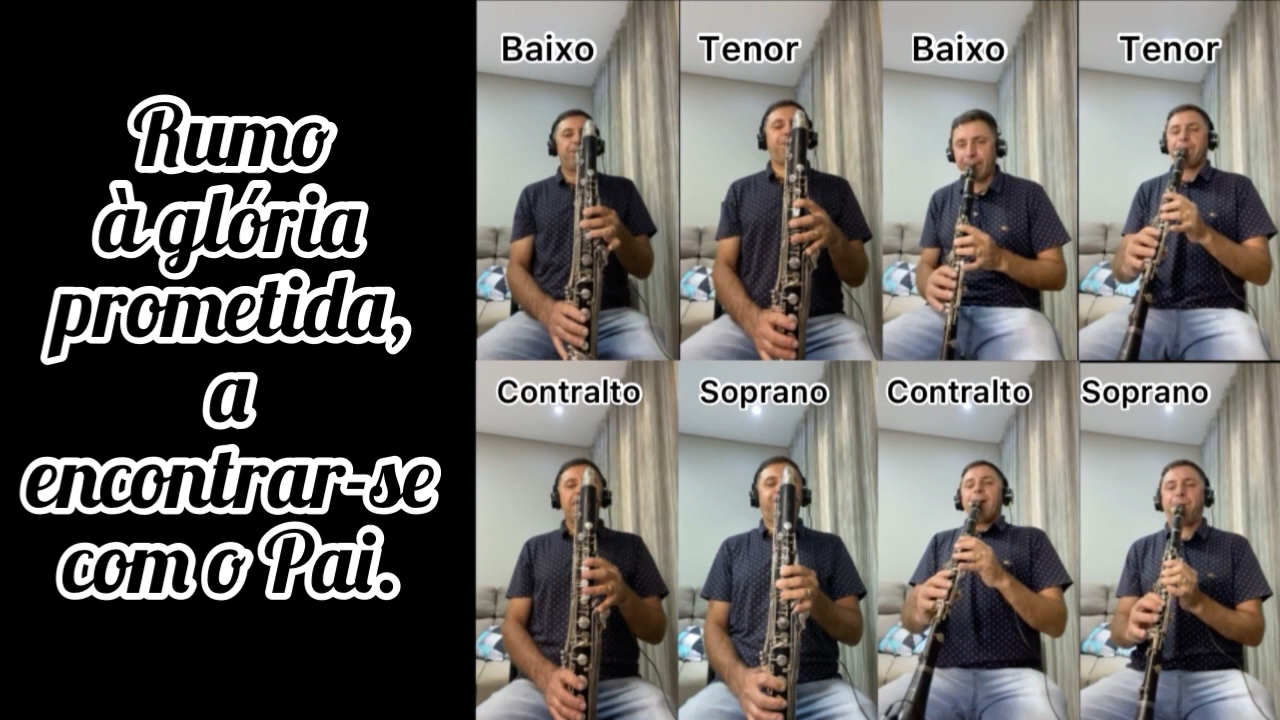 Rumo
à glória
prometida,
a
encontrar-se
com o Pai.
Baixo
Tenor
Baixo
Tenor
Contralto
Soprano
Contralto
Soprano